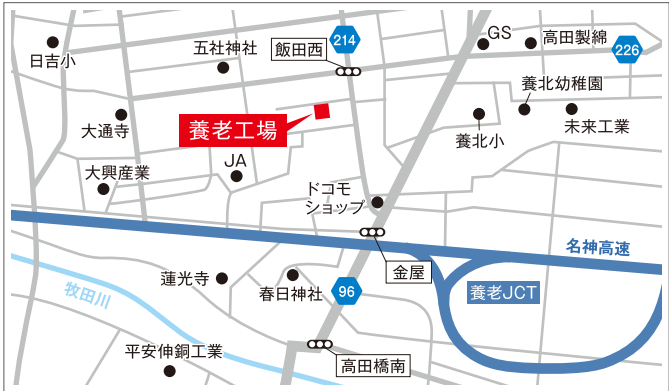 日吉小
五社神社
飯田西
214
GS
高田製綿
226
養北幼稚園
大通寺
養老工場
養北小
未来工業
JA
大興産業
ドコモ
ショップ
名神高速
金屋
蓮光寺
春日神社
96
養老JCT
牧田川
平安伸銅工業
高田橋南